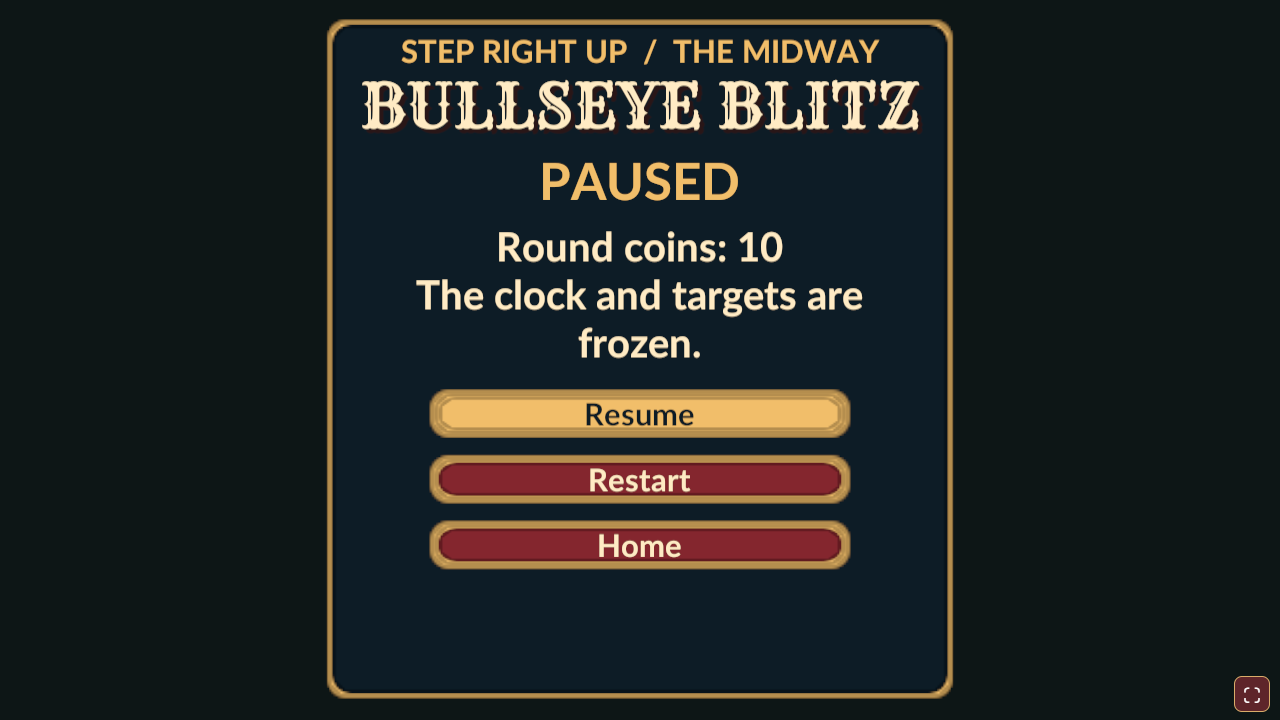 STEP RIGHT UP / THE MIDWAY
BULLSEYE BLITZ
PAUSED
Round coins: 10
The clock and targets are
frozen.
Resume
Restart
Home